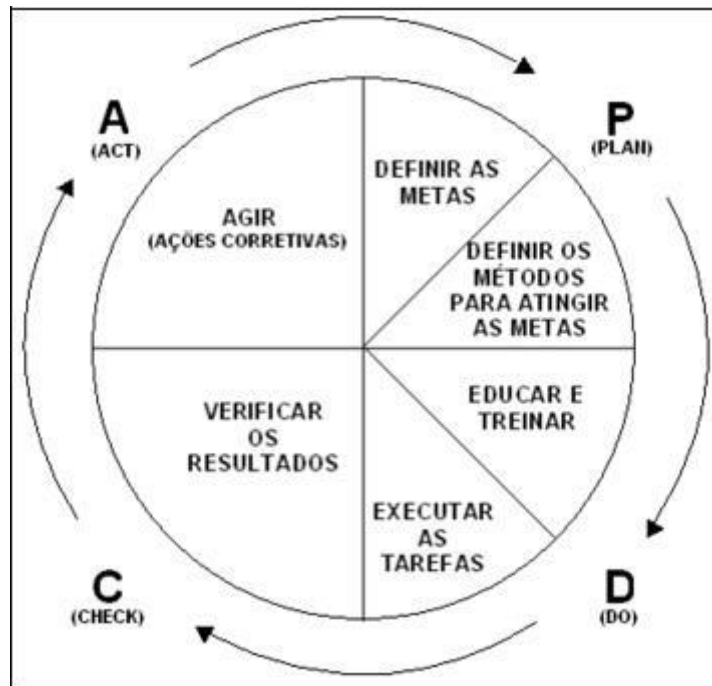 A
(ACT)
P
(PLAN)
DEFINIR AS
METAS
AGIR
(AÇÕES CORRETIVAS)
DEFINIR OS
MÉTODOS
PARA ATINGIR
AS METAS
EDUCAR E
TREINAR
VERIFICAR
OS
RESULTADOS
EXECUTAR
AS
TAREFAS
C
(CHECK)
D
(DO)